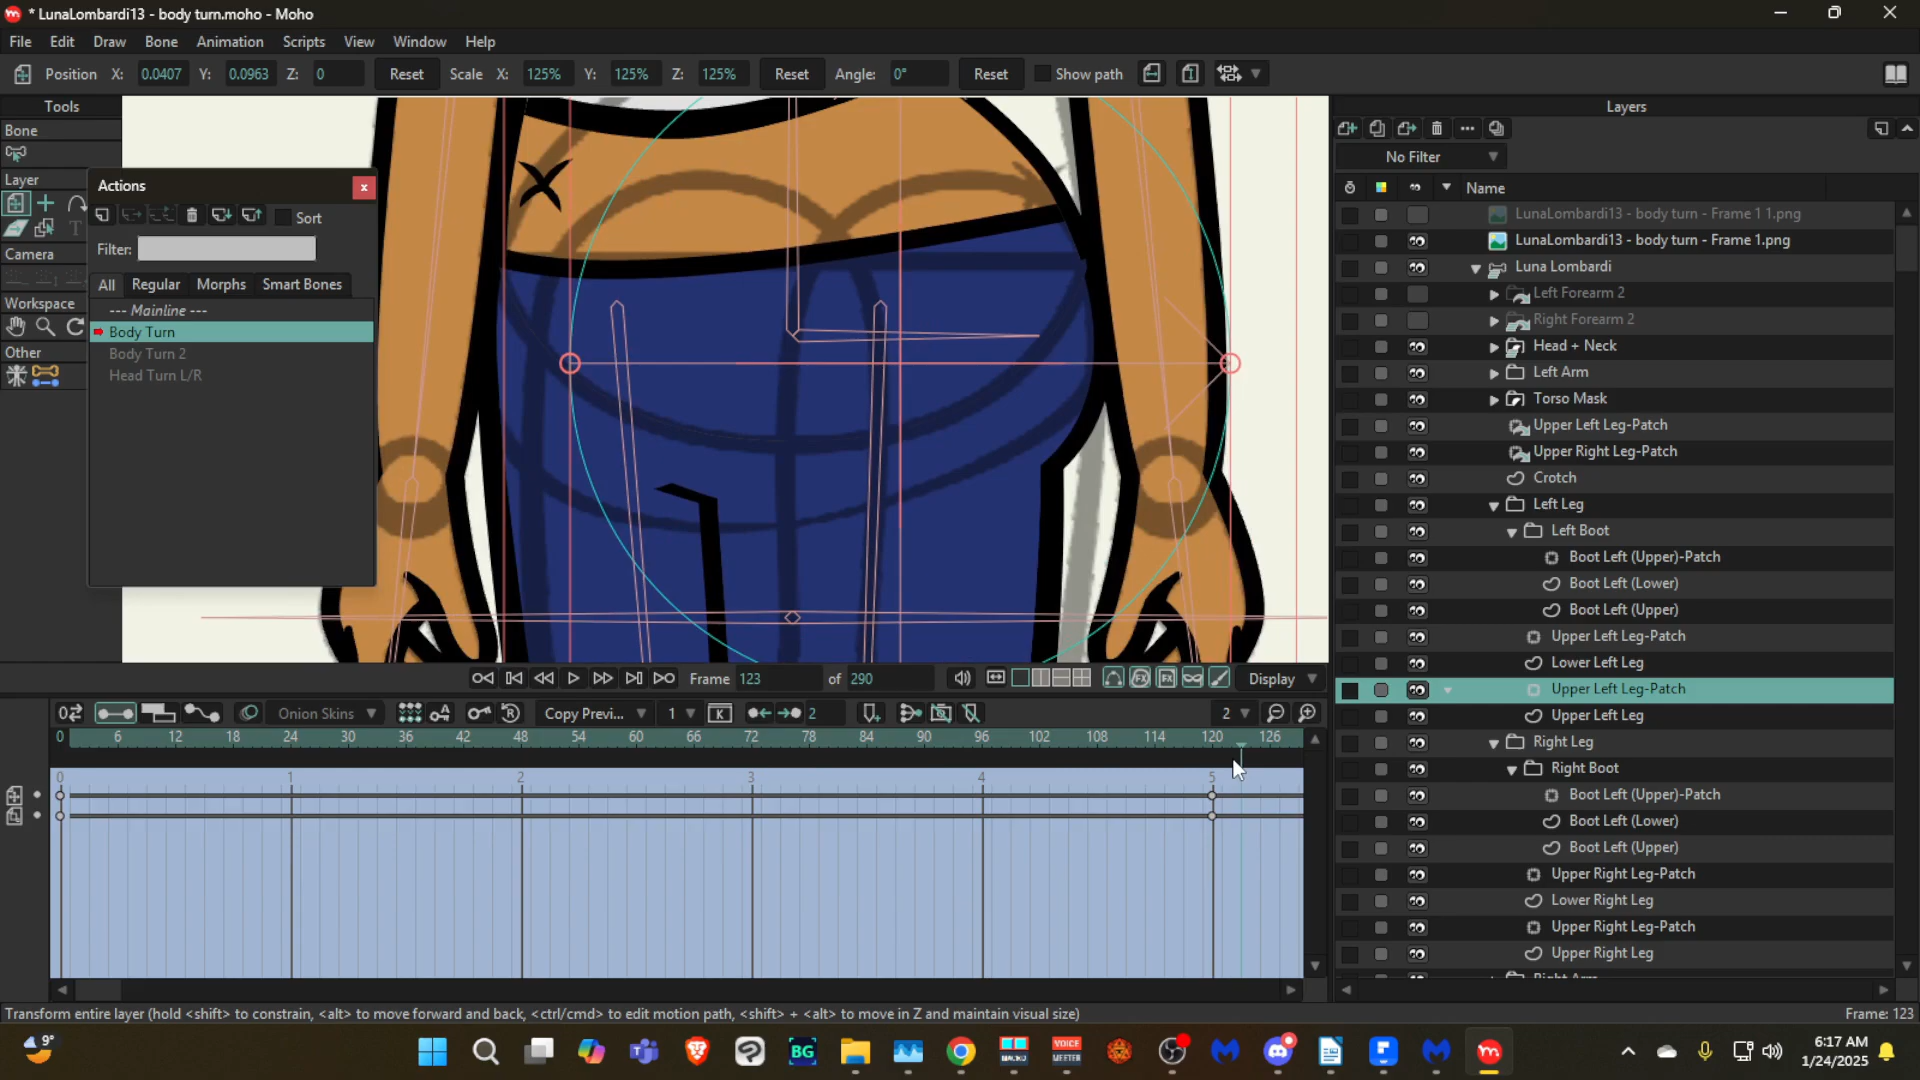 * LunaLombardi13 - body turn.moho - Moho
File Edit Draw Bone Animation Scripts View Window Help
Position X: 0.0407 Y: 0.0963 Z: 0 Reset Scale X: 125% Y: 125% Z: 125% Reset Angle: 0° Reset Show path
Tools
Bone
Layer
Camera
Workspace
Other
Actions
Sort
Filter:
All Regular Morphs Smart Bones
--- Mainline ---
Body Turn
Body Turn 2
Head Turn L/R
Layers
No Filter
Name
LunaLombardi13 - body turn - Frame 1 1.png
LunaLombardi13 - body turn - Frame 1.png
Luna Lombardi
Left Forearm 2
Right Forearm 2
Head + Neck
Left Arm
Torso Mask
Upper Left Leg-Patch
Upper Right Leg-Patch
Crotch
Left Leg
Left Boot
Boot Left (Upper)-Patch
Boot Left (Lower)
Boot Left (Upper)
Upper Left Leg-Patch
Lower Left Leg
Upper Left Leg-Patch
Upper Left Leg
Right Leg
Right Boot
Boot Left (Upper)-Patch
Boot Left (Lower)
Boot Left (Upper)
Upper Right Leg-Patch
Lower Right Leg
Upper Right Leg-Patch
Upper Right Leg
Frame 123 of 290 Display
Onion Skins Copy Previ... 1 2 2
0 6 12 18 24 30 36 42 48 54 60 66 72 78 84 90 96 102 108 114 120 126
0 1 2 3 4 5
Transform entire layer (hold <shift> to constrain, <alt> to move forward and back, <ctrl/cmd> to edit motion path, <shift> + <alt> to move in Z and maintain visual size)
Frame: 123
9°
BG
MACRO
VOICE
MEETER
6:17 AM
1/24/2025